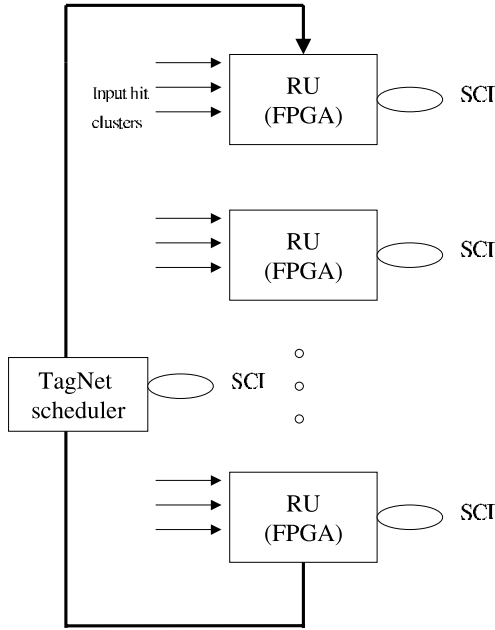 RU
(FPGA)
SCI
Input hit
clusters
RU
(FPGA)
SCI
TagNet
scheduler
SCI
RU
(FPGA)
SCI